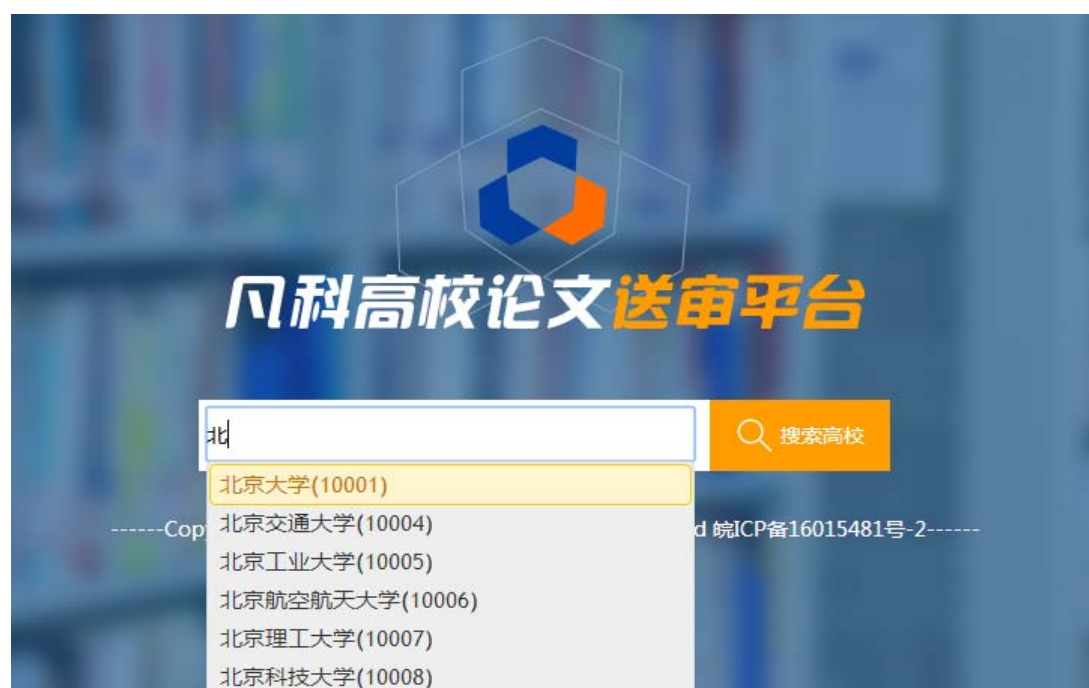 凡科高校论文送审平台
北
搜索高校
北京大学(10001)
北京交通大学(10004)
------Cop d 皖ICP备16015481号-2------
北京工业大学(10005)
北京航空航天大学(10006)
北京理工大学(10007)
北京科技大学(10008)